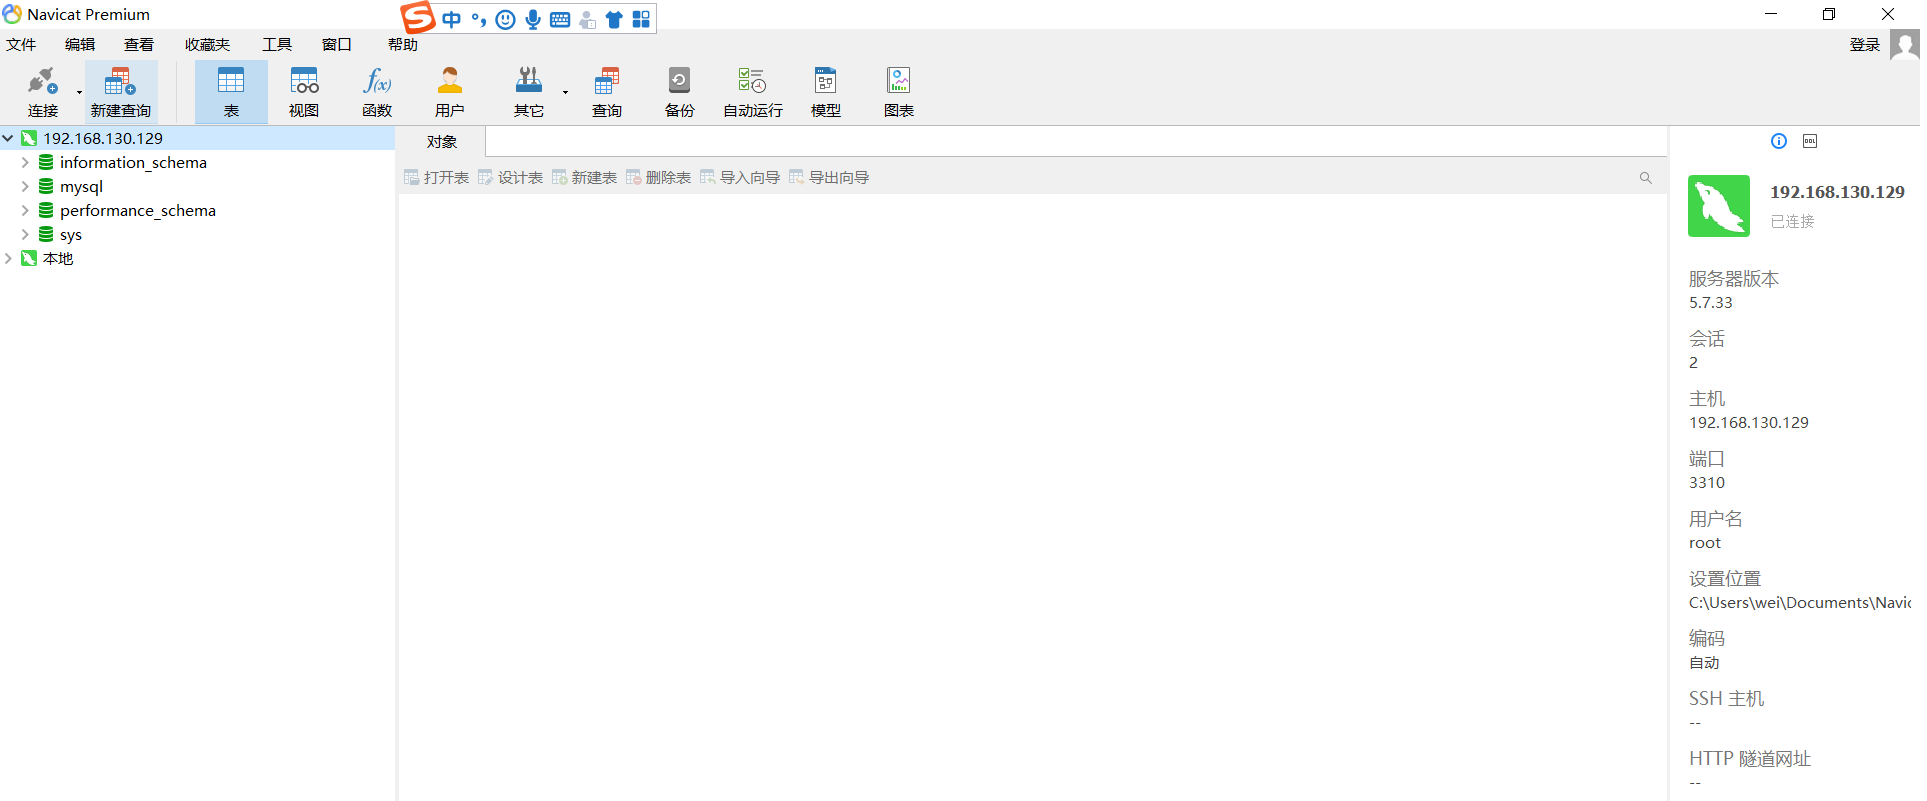 Navicat Premium
中
文件 编辑 查看 收藏夹 工具 窗口 帮助 登录
连接 新建查询 表 视图 函数 用户 其它 查询 备份 自动运行 模型 图表
192.168.130.129
information_schema
mysql
performance_schema
sys
本地
对象
打开表 设计表 新建表 删除表 导入向导 导出向导
192.168.130.129
已连接
服务器版本
5.7.33
会话
2
主机
192.168.130.129
端口
3310
用户名
root
设置位置
C:\Users\wei\Documents\Navic
编码
自动
SSH 主机
--
HTTP 隧道网址
--